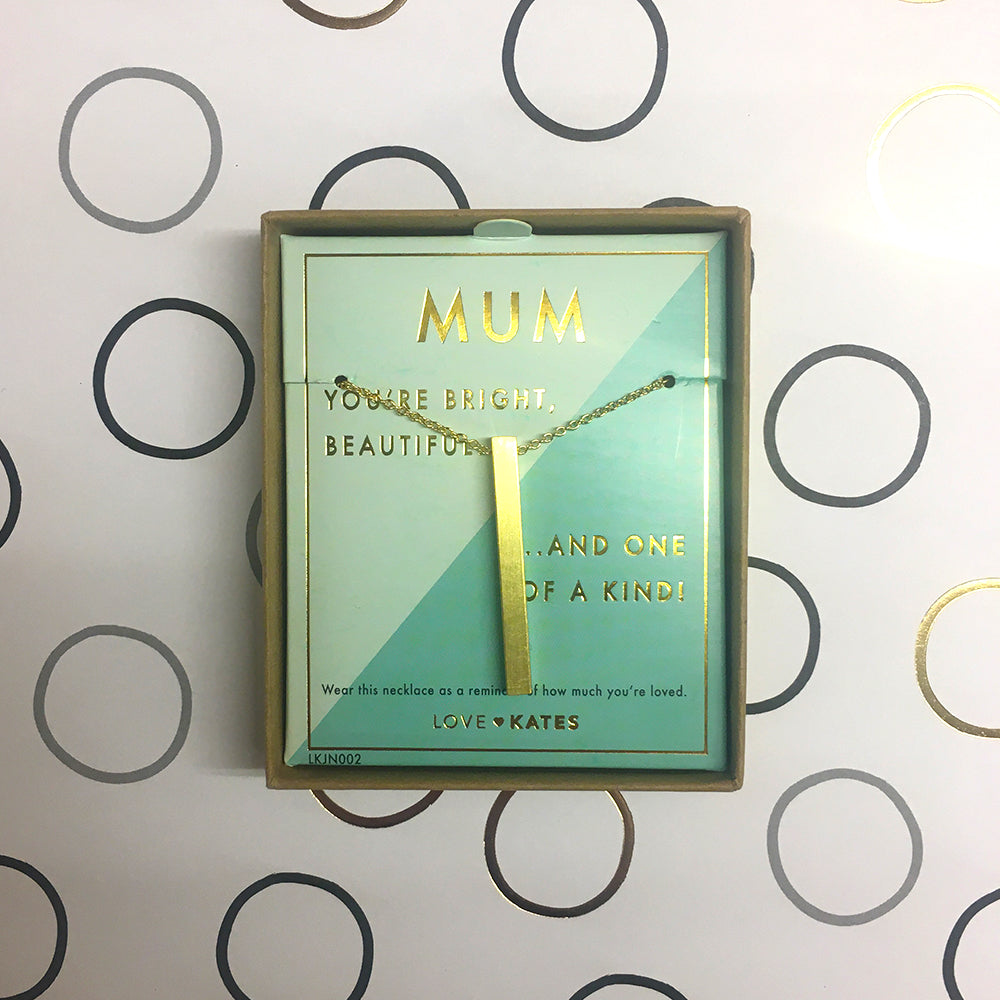 MUM
YOU'RE BRIGHT,
BEAUTIFUL
..AND ONE
OF A KIND!
Wear this necklace as a of how much you're loved.
LOVE ♥ KATES
LKJN002